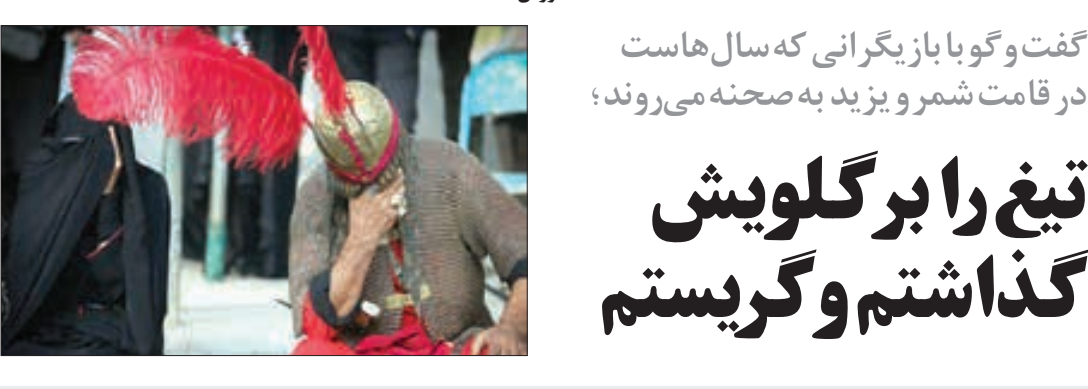 گفت‌وگو با بازیگرانی که سال‌هاست
در قامت شمر و یزید به صحنه می‌روند؛
تیغ را بر گلویش
گذاشتم و گریستم